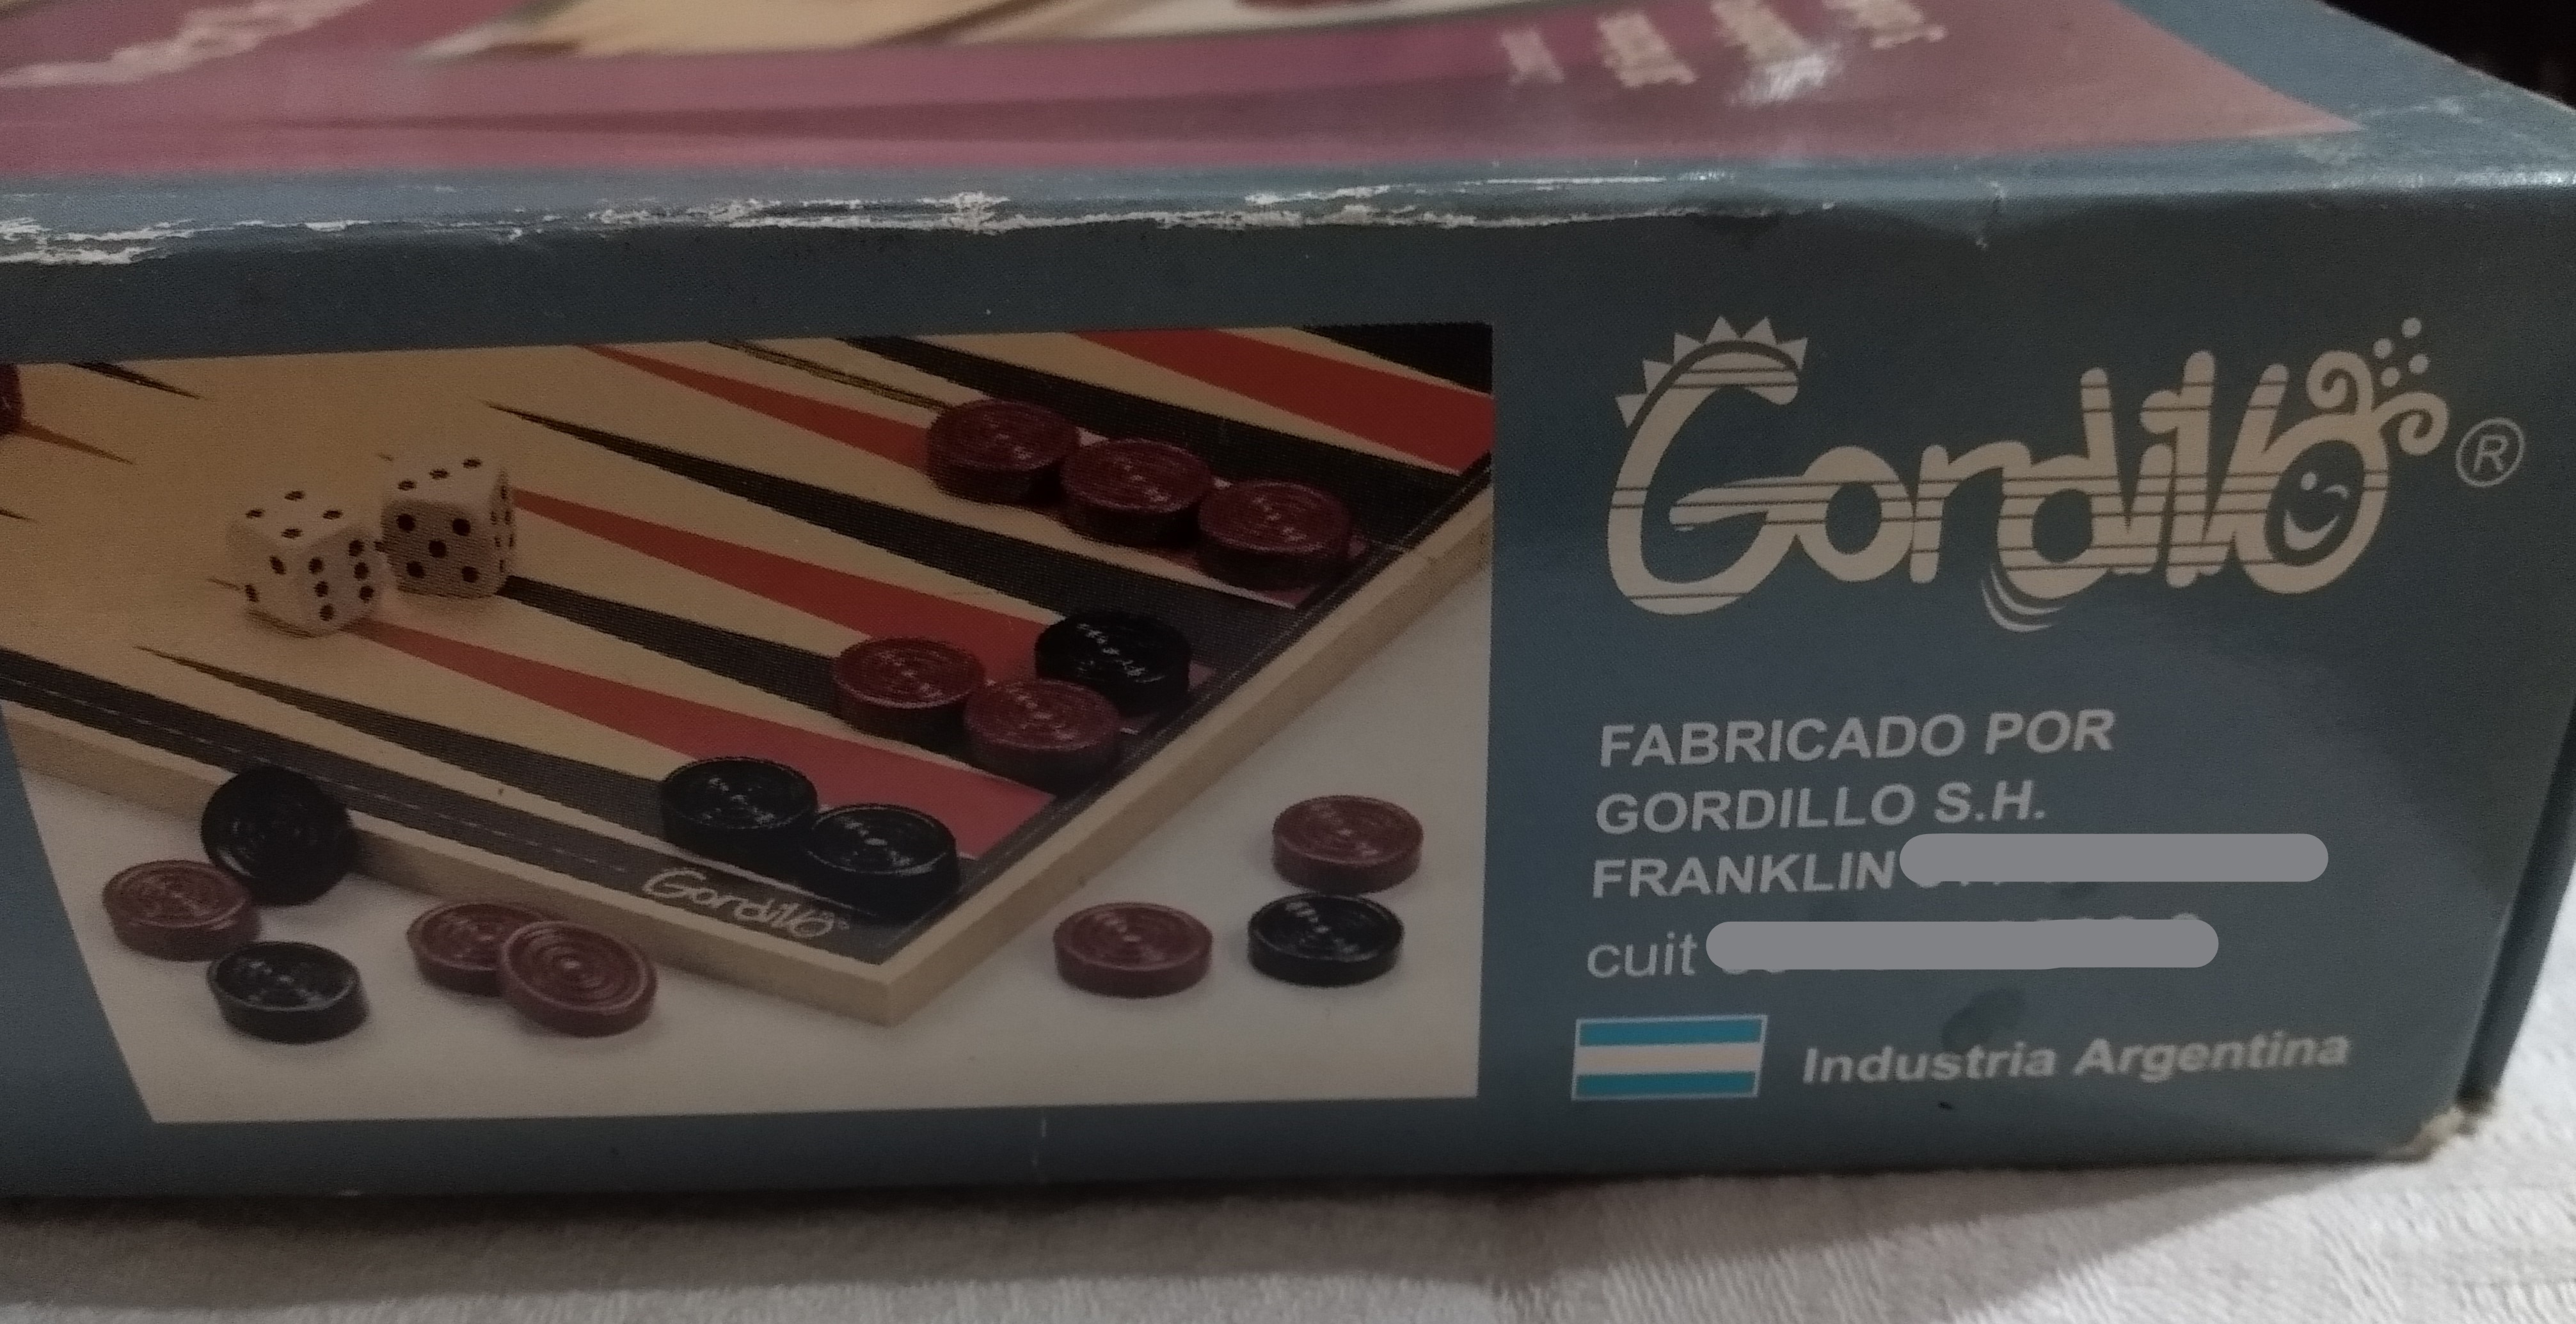 Gordillo ®
FABRICADO POR
GORDILLO S.H.
FRANKLIN
cuit
Industria Argentina
Gordillo